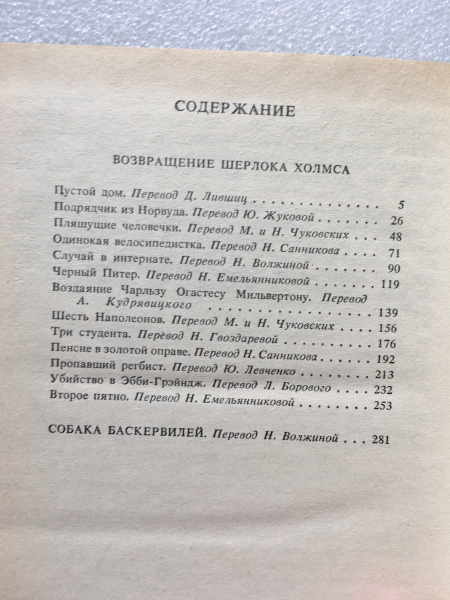 СОДЕРЖАНИЕ
ВОЗВРАЩЕНИЕ ШЕРЛОКА ХОЛМСА
Пустой дом. Перевод Д. Лившиц . . . . . . . . . . . . . . 5
Подрядчик из Норвуда. Перевод Ю. Жуковой . . . . . . 26
Пляшущие человечки. Перевод М. и Н. Чуковских . . . 48
Одинокая велосипедистка. Перевод Н. Санникова . . . . 71
Случай в интернате. Перевод Н. Волжиной . . . . . . . 90
Черный Питер. Перевод Н. Емельянниковой . . . . . . . 119
Воздаяние Чарльзу Огастесу Мильвертону. Перевод
А. Кудрявицкого . . . . . . . . . . . . . . . . . 139
Шесть Наполеонов. Перевод М. и Н. Чуковских . . . . 156
Три студента. Перевод Н. Гвоздаревой . . . . . . . . . 176
Пенсне в золотой оправе. Перевод Н. Санникова . . . . 192
Пропавший регбист. Перевод Ю. Левченко . . . . . . . 213
Убийство в Эбби-Грэйндж. Перевод Л. Борового . . . . 232
Второе пятно. Перевод Н. Емельянниковой . . . . . . . 253
СОБАКА БАСКЕРВИЛЕЙ. Перевод Н. Волжиной . . . 281